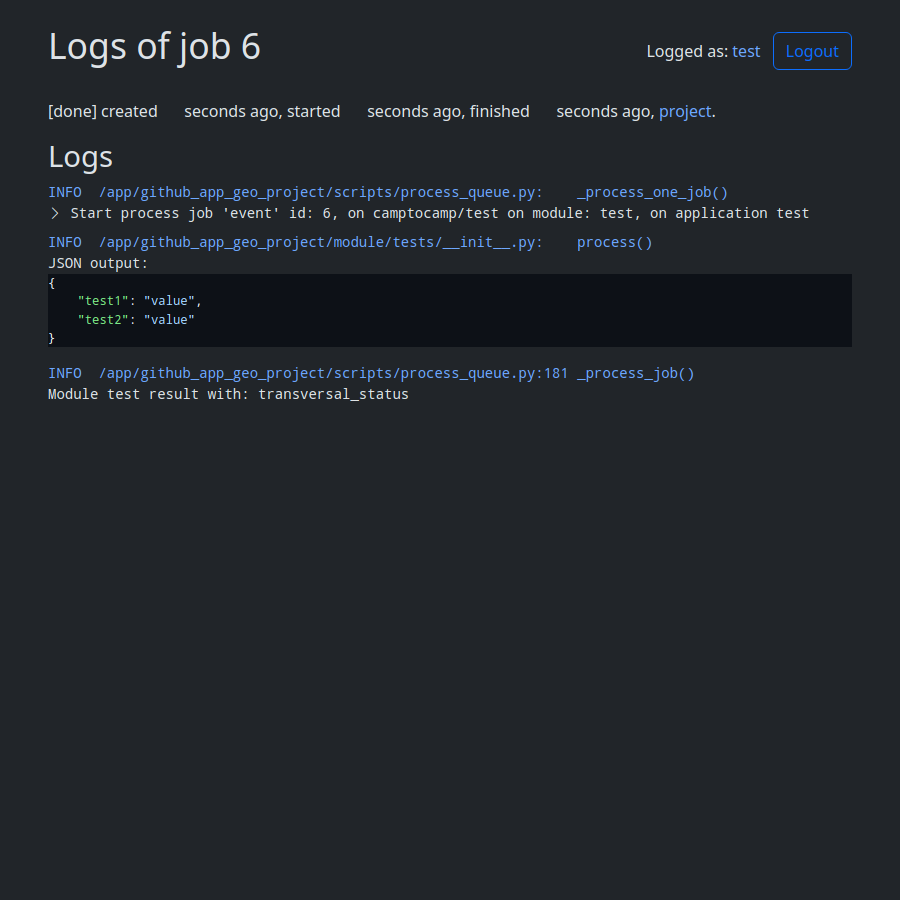 Logs of job 6
Logged as: test
Logout
[done] created seconds ago, started seconds ago, finished seconds ago, project.
Logs
INFO /app/github_app_geo_project/scripts/process_queue.py: _process_one_job()
> Start process job 'event' id: 6, on camptocamp/test on module: test, on application test
INFO /app/github_app_geo_project/module/tests/__init__.py: process()
JSON output:
{
    "test1": "value",
    "test2": "value"
}
INFO /app/github_app_geo_project/scripts/process_queue.py:181 _process_job()
Module test result with: transversal_status